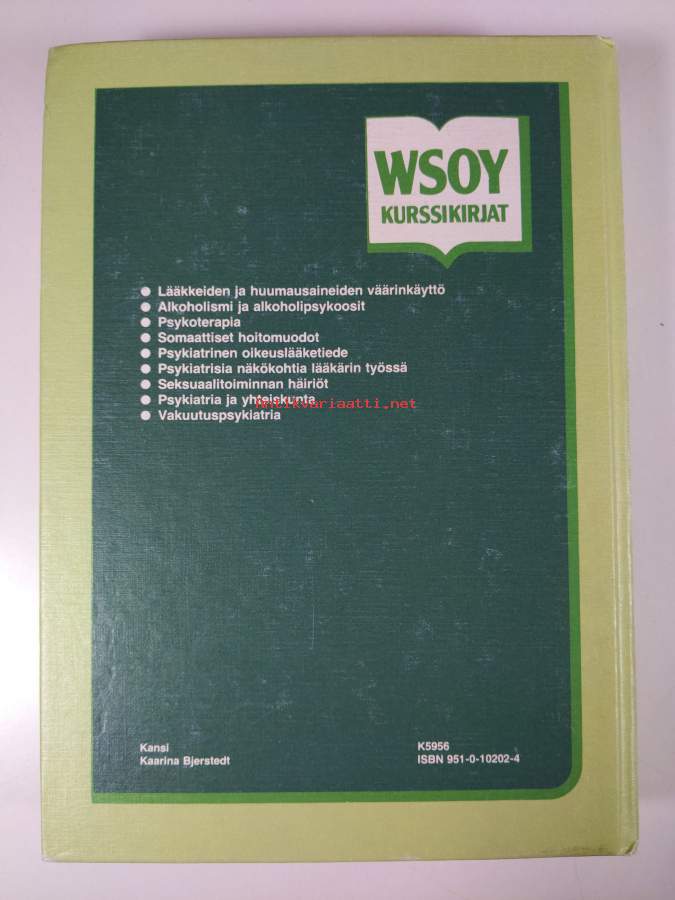 WSOY
KURSSIKIRJAT
● Lääkkeiden ja huumausaineiden väärinkäyttö
● Alkoholismi ja alkoholipsykoosit
● Psykoterapia
● Somaattiset hoitomuodot
● Psykiatrinen oikeuslääketiede
● Psykiatrisia näkökohtia lääkärin työssä
● Seksuaalitoiminnan häiriöt
● Psykiatria ja yhteiskunta
Antikvariaatti.net
● Vakuutuspsykiatria
Kansi
Kaarina Bjerstedt
K5956
ISBN 951-0-10202-4